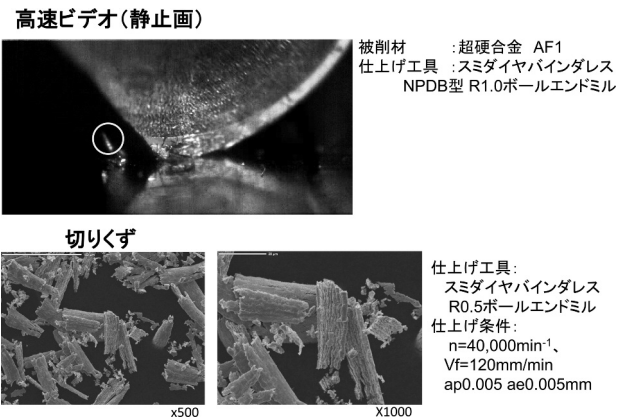 高速ビデオ（静止画）
被削材　　　：超硬合金 AF1
仕上げ工具 ：スミダイヤバインダレス
NPDB型 R1.0ボールエンドミル
切りくず
仕上げ工具：
スミダイヤバインダレス
R0.5ボールエンドミル
仕上げ条件：
n=40,000min⁻¹、
Vf=120mm/min
ap0.005 ae0.005mm
x500
X1000